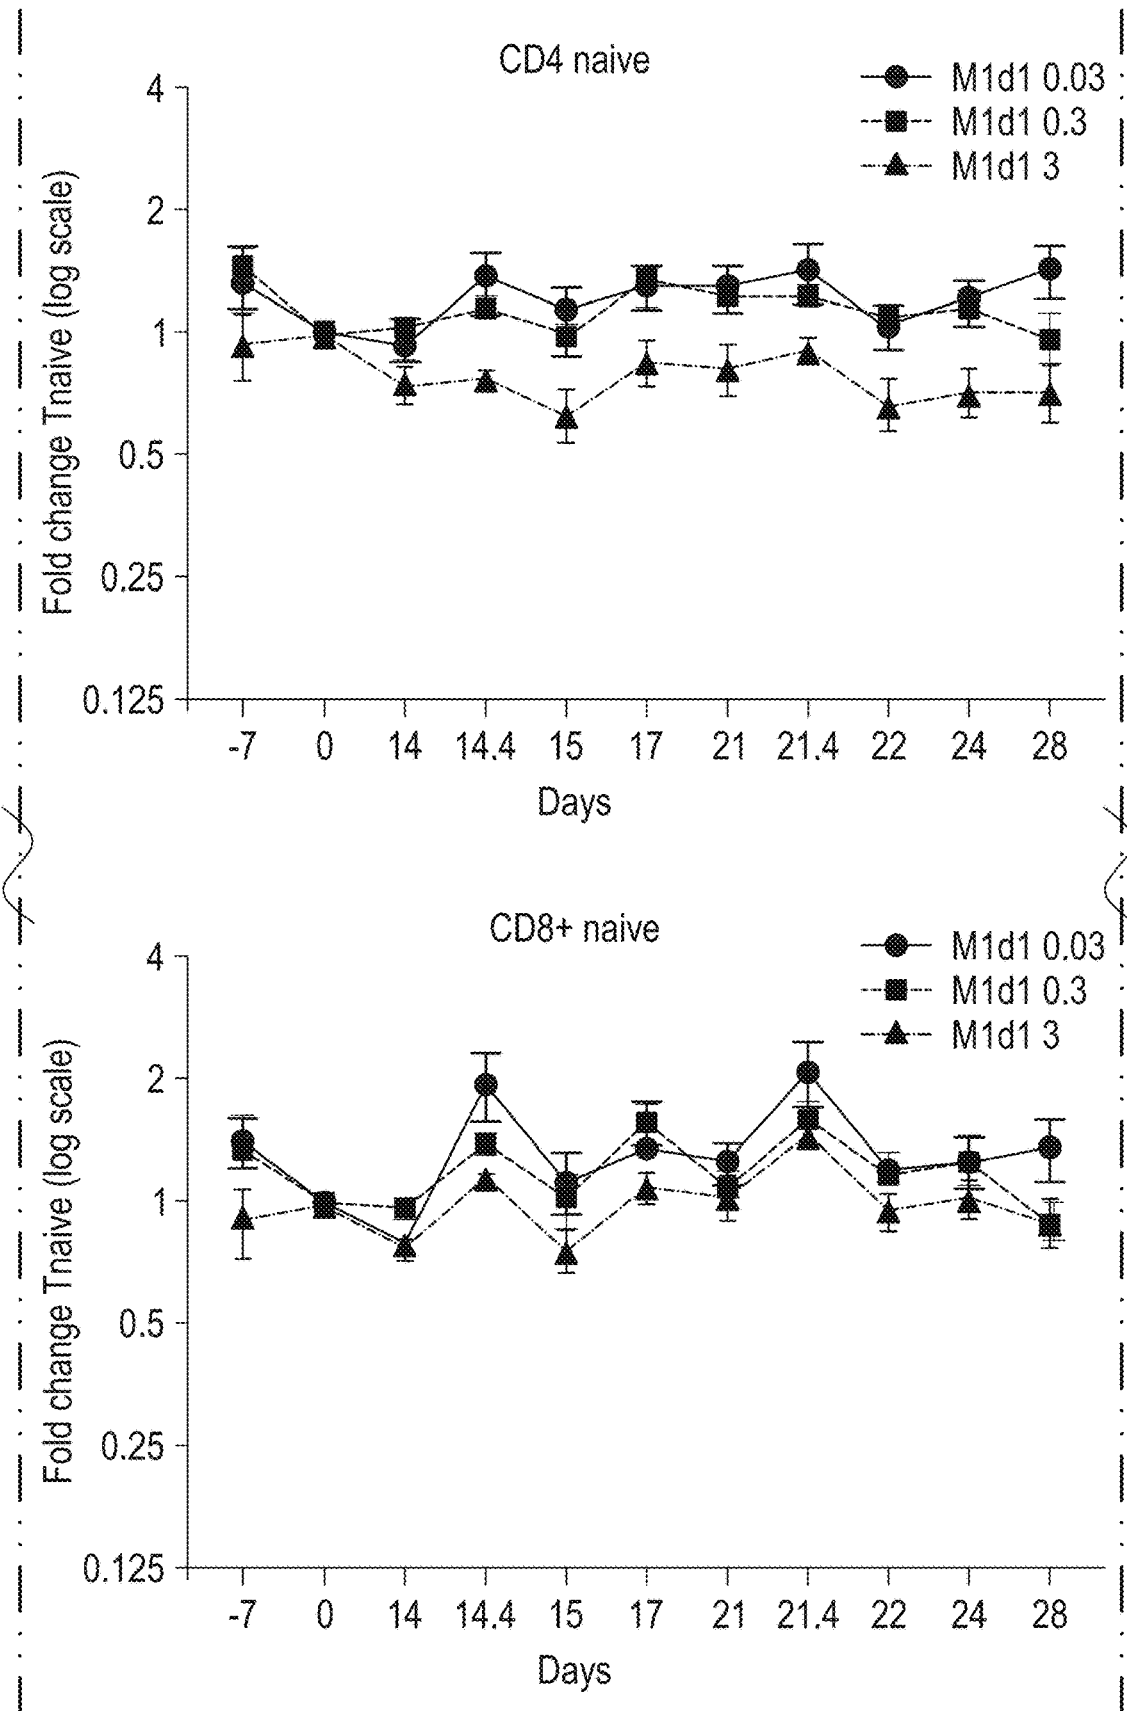 CD4 naive
M1d1 0.03
M1d1 0.3
M1d1 3
Fold change Tnaive (log scale)
4
2
1
0.5
0.25
0.125
-7 0 14 14.4 15 17 21 21.4 22 24 28
Days
CD8+ naive
M1d1 0.03
M1d1 0.3
M1d1 3
Fold change Tnaive (log scale)
4
2
1
0.5
0.25
0.125
-7 0 14 14.4 15 17 21 21.4 22 24 28
Days